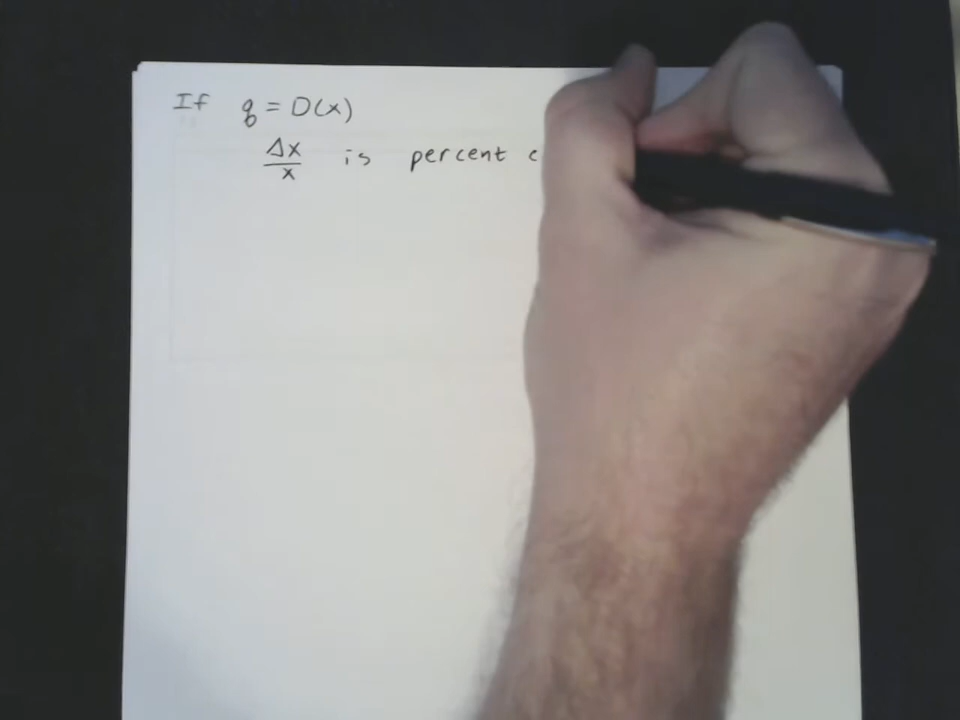 If q = D(x)
Δx/x is percent